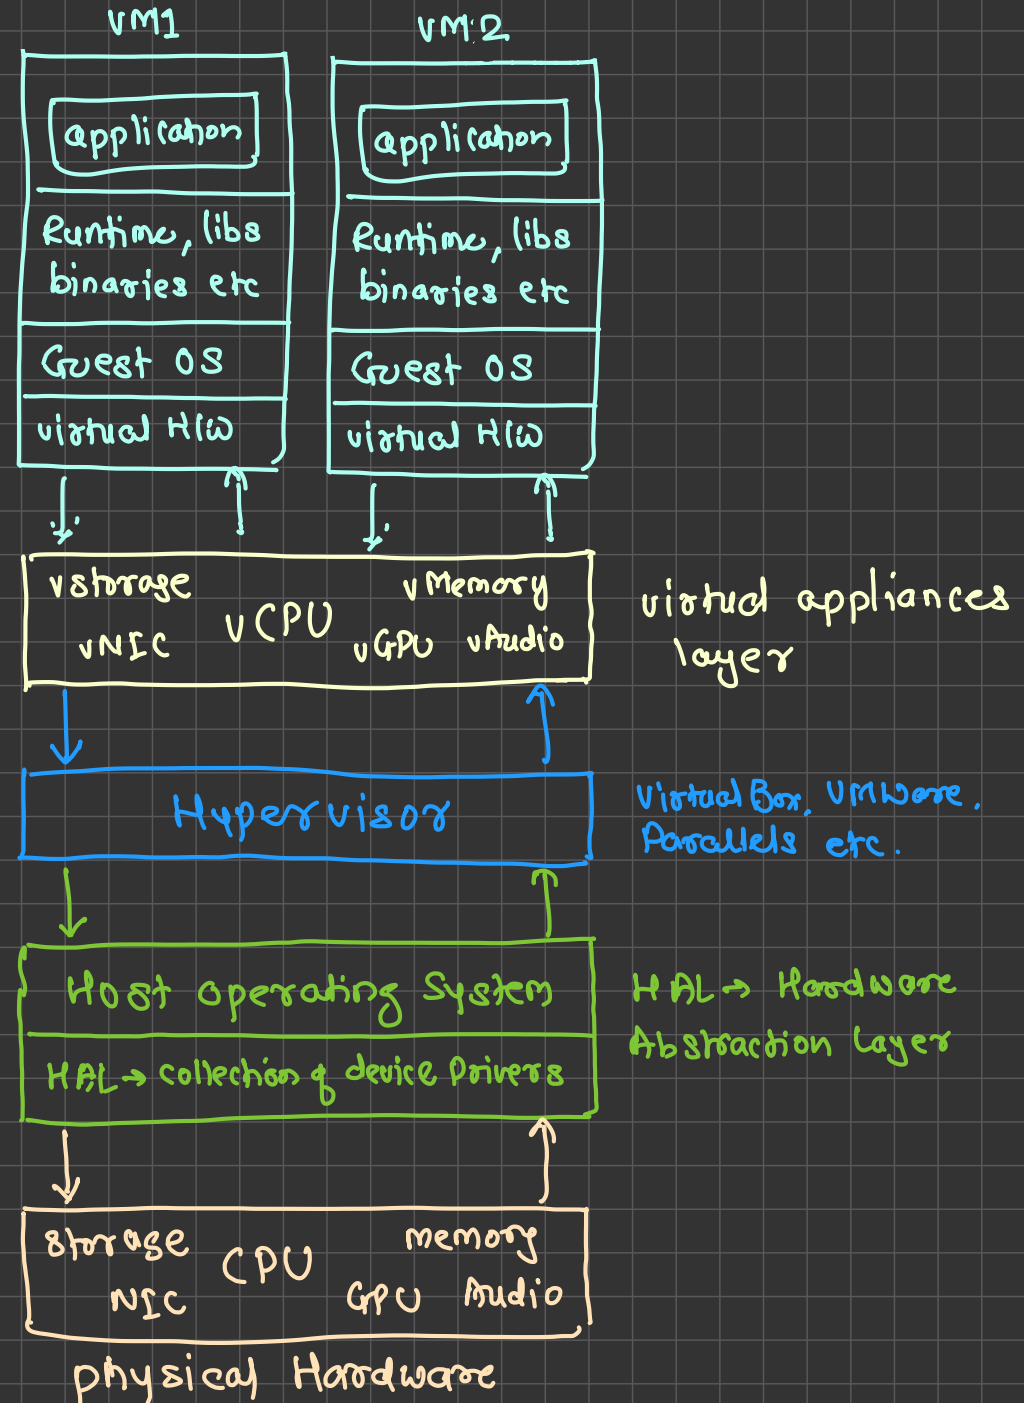 VM1
VM2
application
Runtime, libs
binaries etc
Guest OS
virtual H/W
application
Runtime, libs
binaries etc
Guest OS
virtual H/W
vstorage
vCPU
vMemory
vNIC
vGPU
vAudio
virtual appliances
layer
Hypervisor
Virtual Box, VMWare,
Parallels etc.
Host operating System
HAL → collection of device Drivers
HAL → Hardware
Abstraction Layer
storage
CPU
memory
NIC
GPU
Audio
physical Hardware